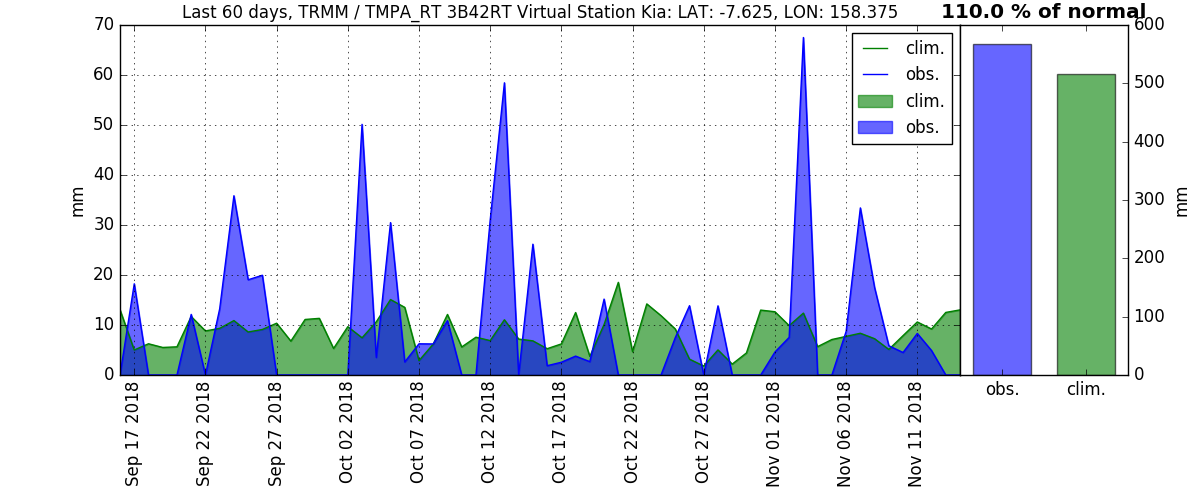 Last 60 days, TRMM / TMPA_RT 3B42RT Virtual Station Kia: LAT: -7.625, LON: 158.375
110.0 % of normal
70
60
50
40
30
20
10
0
mm
clim.
obs.
clim.
obs.
600
500
400
300
200
100
0
mm
obs.
clim.
Sep 17 2018
Sep 22 2018
Sep 27 2018
Oct 02 2018
Oct 07 2018
Oct 12 2018
Oct 17 2018
Oct 22 2018
Oct 27 2018
Nov 01 2018
Nov 06 2018
Nov 11 2018